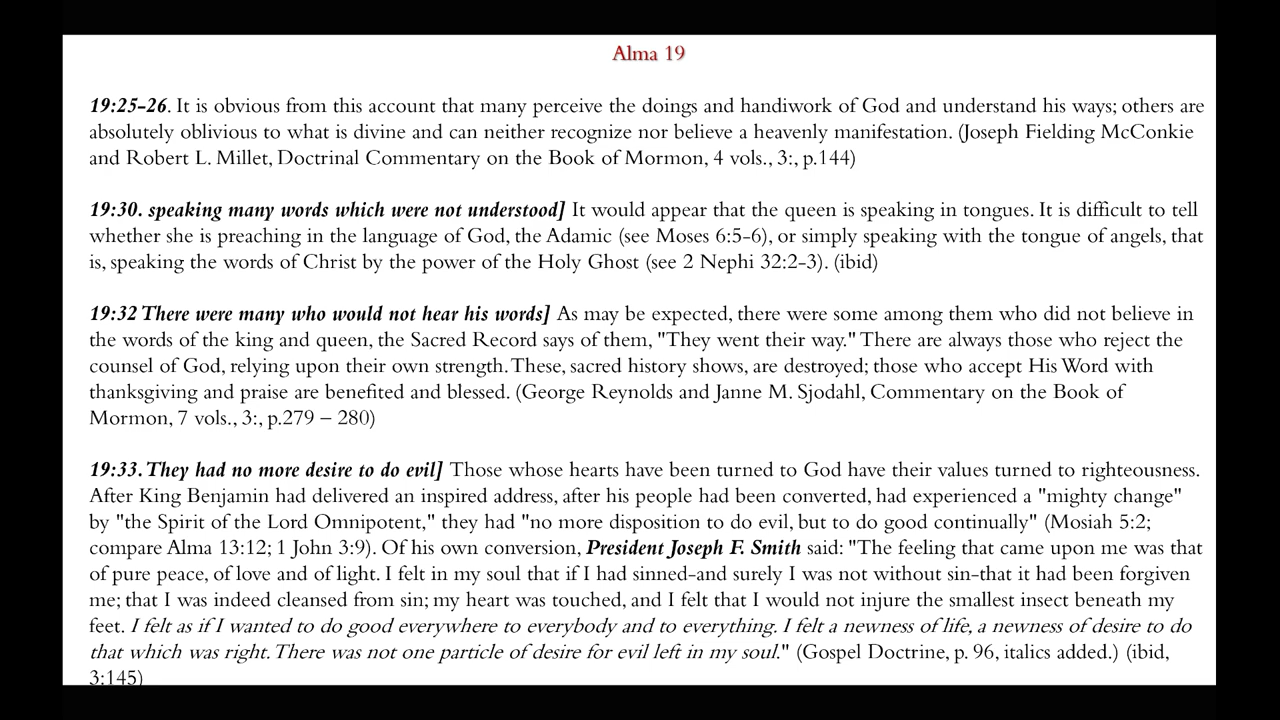 Alma 19
19:25-26. It is obvious from this account that many perceive the doings and handiwork of God and understand his ways; others are
absolutely oblivious to what is divine and can neither recognize nor believe a heavenly manifestation. (Joseph Fielding McConkie
and Robert L. Millet, Doctrinal Commentary on the Book of Mormon, 4 vols., 3:, p.144)
19:30. speaking many words which were not understood] It would appear that the queen is speaking in tongues. It is difficult to tell
whether she is preaching in the language of God, the Adamic (see Moses 6:5-6), or simply speaking with the tongue of angels, that
is, speaking the words of Christ by the power of the Holy Ghost (see 2 Nephi 32:2-3). (ibid)
19:32 There were many who would not hear his words] As may be expected, there were some among them who did not believe in
the words of the king and queen, the Sacred Record says of them, "They went their way." There are always those who reject the
counsel of God, relying upon their own strength. These, sacred history shows, are destroyed; those who accept His Word with
thanksgiving and praise are benefited and blessed. (George Reynolds and Janne M. Sjodahl, Commentary on the Book of
Mormon, 7 vols., 3:, p.279 – 280)
19:33. They had no more desire to do evil] Those whose hearts have been turned to God have their values turned to righteousness.
After King Benjamin had delivered an inspired address, after his people had been converted, had experienced a "mighty change"
by "the Spirit of the Lord Omnipotent," they had "no more disposition to do evil, but to do good continually" (Mosiah 5:2;
compare Alma 13:12; 1 John 3:9). Of his own conversion, President Joseph F. Smith said: "The feeling that came upon me was that
of pure peace, of love and of light. I felt in my soul that if I had sinned-and surely I was not without sin-that it had been forgiven
me; that I was indeed cleansed from sin; my heart was touched, and I felt that I would not injure the smallest insect beneath my
feet. I felt as if I wanted to do good everywhere to everybody and to everything. I felt a newness of life, a newness of desire to do
that which was right. There was not one particle of desire for evil left in my soul." (Gospel Doctrine, p. 96, italics added.) (ibid,
3:145)